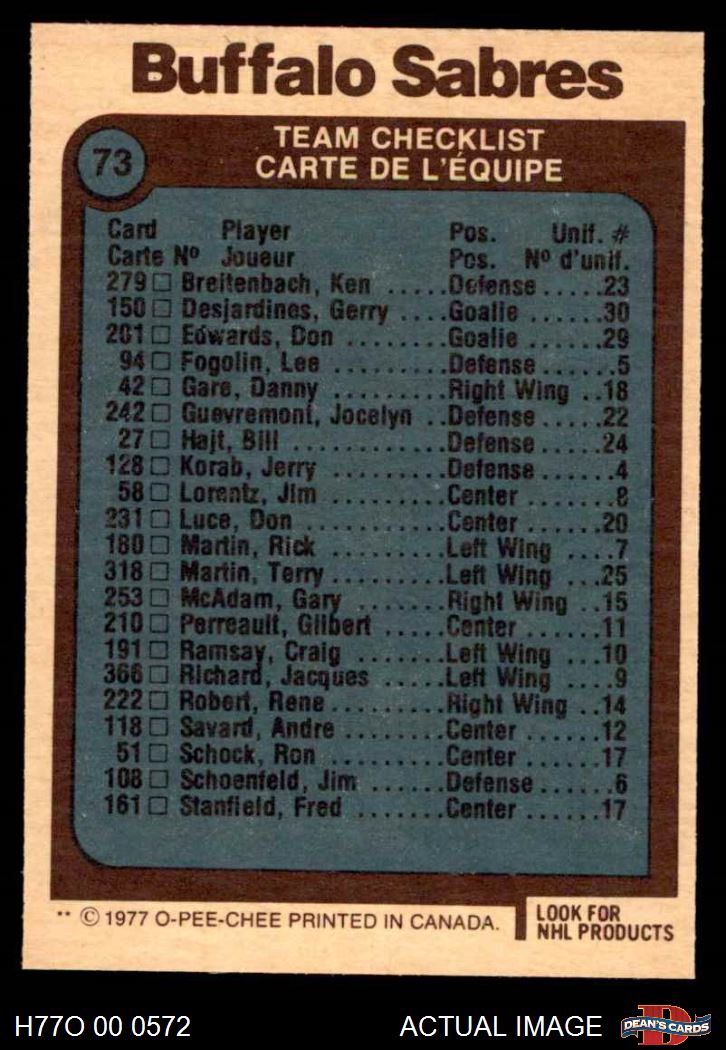 Buffalo Sabres
73
TEAM CHECKLIST
CARTE DE L'ÉQUIPE
Card Player Pos. Unif. #
Carte Nº Joueur Pos. Nº d'unif.
279 □ Breitenbach, Ken .....Defense.....23
150 □ Desjardines, Gerry ....Goalie ......30
201 □ Edwards, Don ........Goalie ......29
94 □ Fogolin, Lee .........Defense......5
42 □ Gare, Danny .........Right Wing ..18
242 □ Guevremont, Jocelyn ..Defense.....22
27 □ Hajt, Bill ............Defense.....24
128 □ Korab, Jerry .........Defense......4
58 □ Lorentz, Jim .........Center.......8
231 □ Luce, Don ..........Center......20
180 □ Martin, Rick .........Left Wing ....7
318 □ Martin, Terry.........Left Wing ...25
253 □ McAdam, Gary .......Right Wing ..15
210 □ Perreault, Gilbert .....Center......11
191 □ Ramsay, Craig .......Left Wing ...10
366 □ Richard, Jacques .....Left Wing ....9
222 □ Robert, Rene.........Right Wing ..14
118 □ Savard, Andre .......Center......12
51 □ Schock, Ron .........Center......17
108 □ Schoenfeld, Jim ......Defense......6
161 □ Stanfield, Fred .......Center......17
** © 1977 O-PEE-CHEE PRINTED IN CANADA.
LOOK FOR
NHL PRODUCTS
H77O 00 0572
ACTUAL IMAGE
D
DEAN'S CARDS